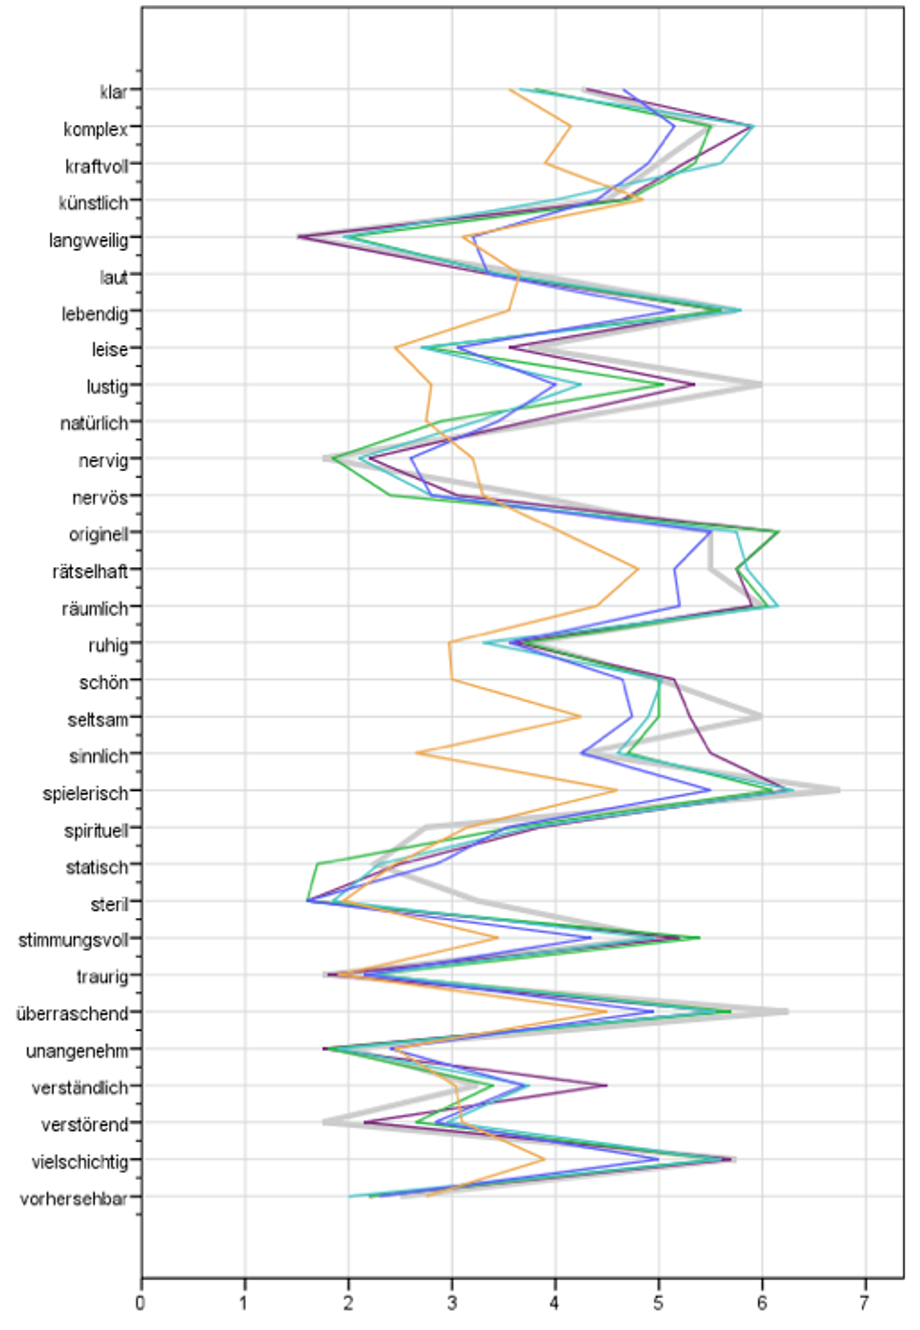 klar
komplex
kraftvoll
künstlich
langweilig
laut
lebendig
leise
lustig
natürlich
nervig
nervös
originell
rätselhaft
räumlich
ruhig
schön
seltsam
sinnlich
spielerisch
spirituell
statisch
steril
stimmungsvoll
traurig
überraschend
unangenehm
verständlich
verstörend
vielschichtig
vorhersehbar
0 1 2 3 4 5 6 7